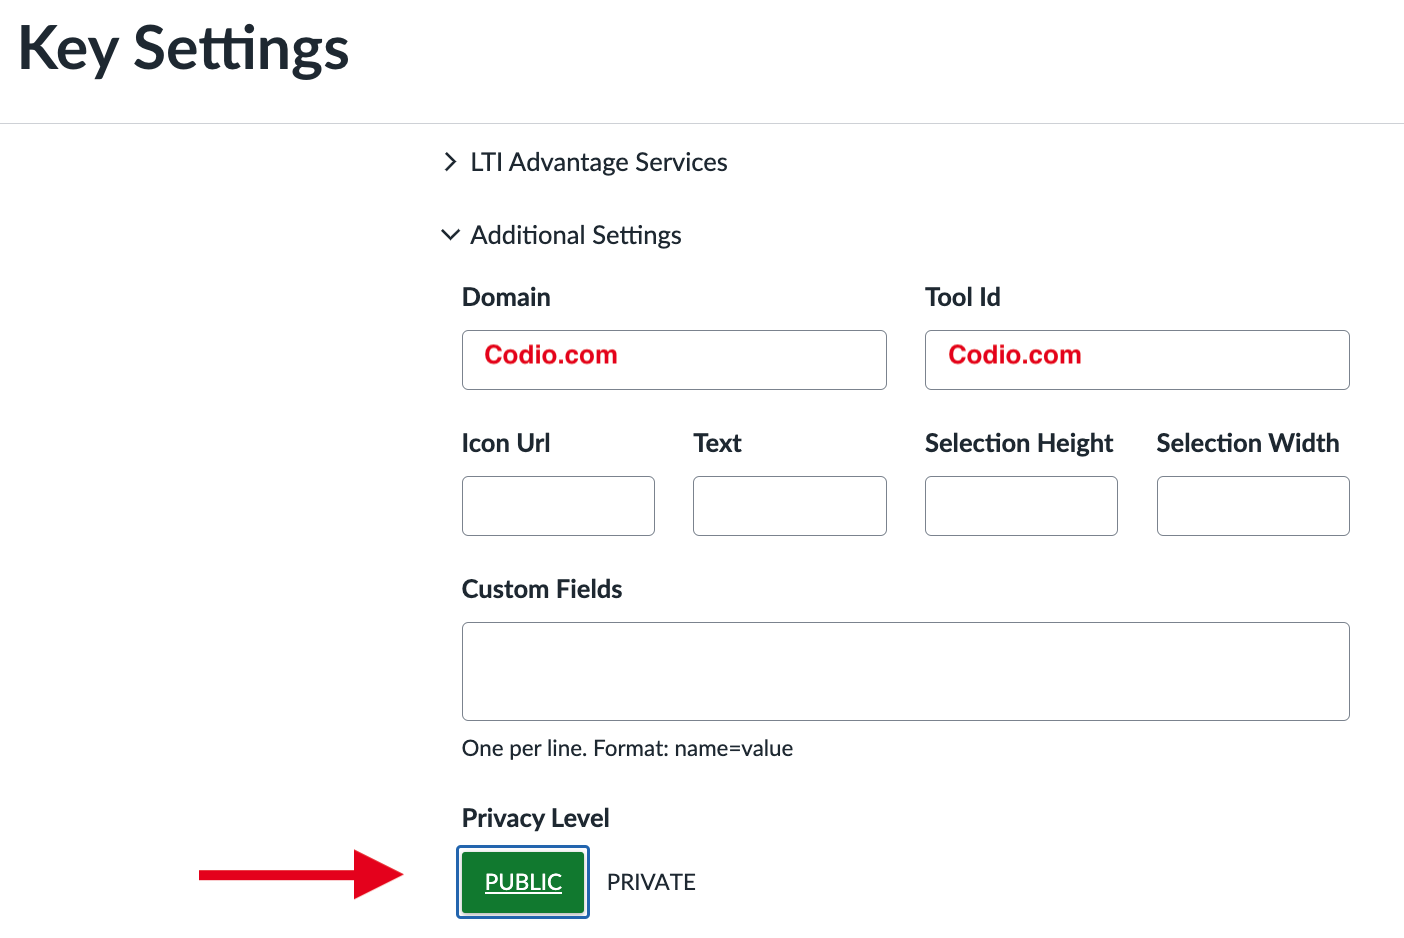 Key Settings
LTI Advantage Services
Additional Settings
Domain Tool Id
Codio.com Codio.com
Icon Url Text Selection Height Selection Width
Custom Fields
One per line. Format: name=value
Privacy Level
PUBLIC PRIVATE